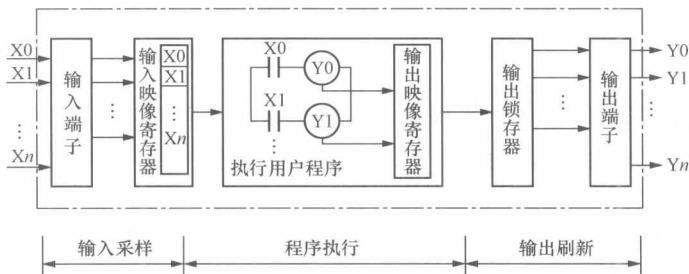 X0
X1
⋮
Xn
输入端子
⋮
输入映像寄存器
X0
X1
⋮
Xn
X0
Y0
X1
Y1
执行用户程序
输出映像寄存器
输出锁存器
⋮
输出端子
Y0
Y1
⋮
Yn
输入采样
程序执行
输出刷新